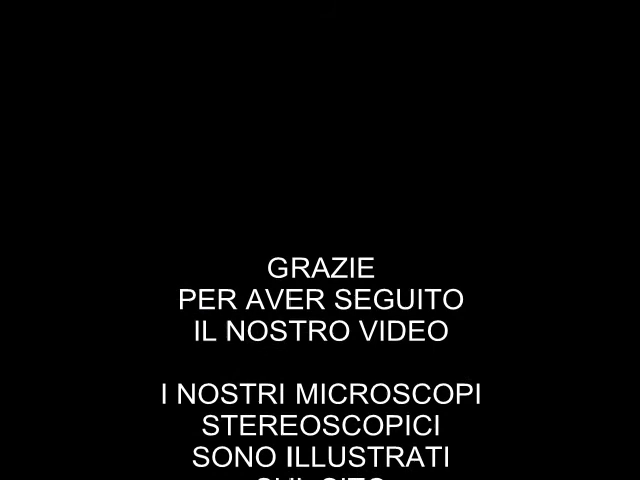 GRAZIE
PER AVER SEGUITO
IL NOSTRO VIDEO
I NOSTRI MICROSCOPI
STEREOSCOPICI
SONO ILLUSTRATI